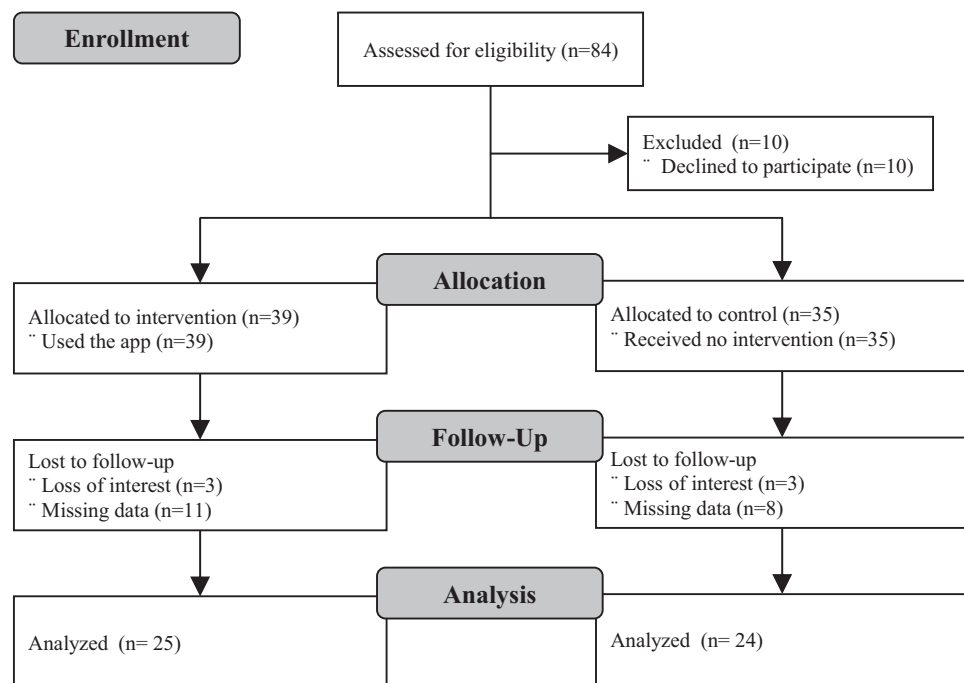 Enrollment
Assessed for eligibility (n=84)
Excluded (n=10)
¨ Declined to participate (n=10)
Allocation
Allocated to intervention (n=39)
¨ Used the app (n=39)
Allocated to control (n=35)
¨ Received no intervention (n=35)
Follow-Up
Lost to follow-up
¨ Loss of interest (n=3)
¨ Missing data (n=11)
Lost to follow-up
¨ Loss of interest (n=3)
¨ Missing data (n=8)
Analysis
Analyzed (n= 25)
Analyzed (n= 24)